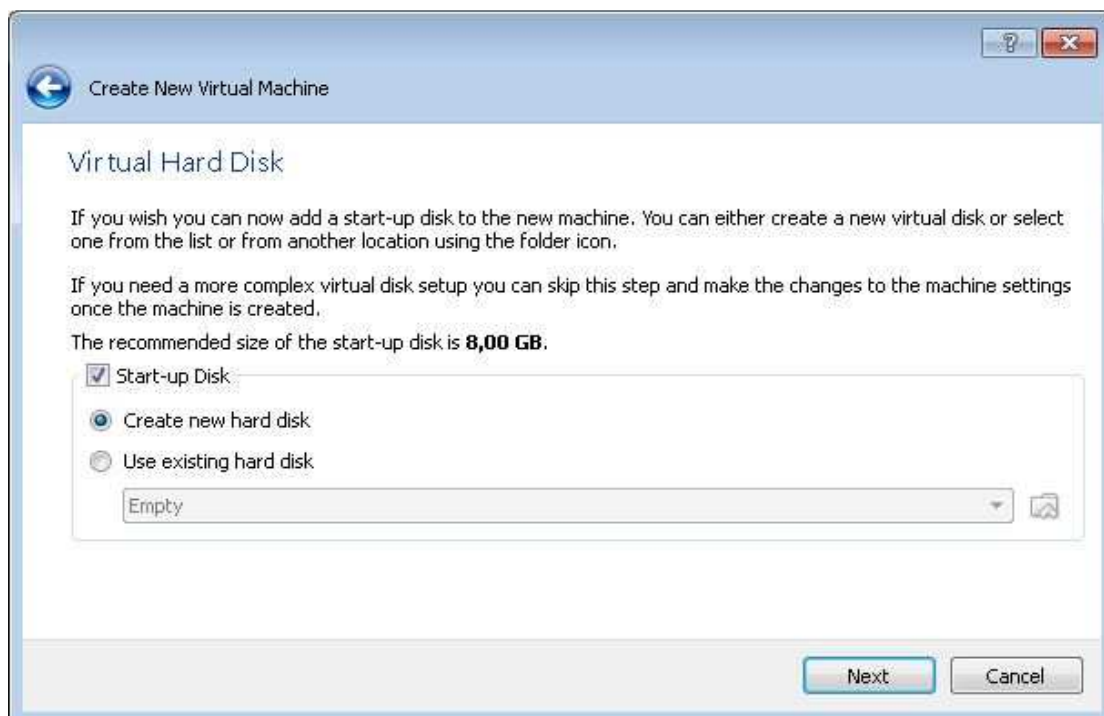 Create New Virtual Machine
Virtual Hard Disk
If you wish you can now add a start-up disk to the new machine. You can either create a new virtual disk or select
one from the list or from another location using the folder icon.
If you need a more complex virtual disk setup you can skip this step and make the changes to the machine settings
once the machine is created.
The recommended size of the start-up disk is 8,00 GB.
Start-up Disk
Create new hard disk
Use existing hard disk
Empty
Next Cancel